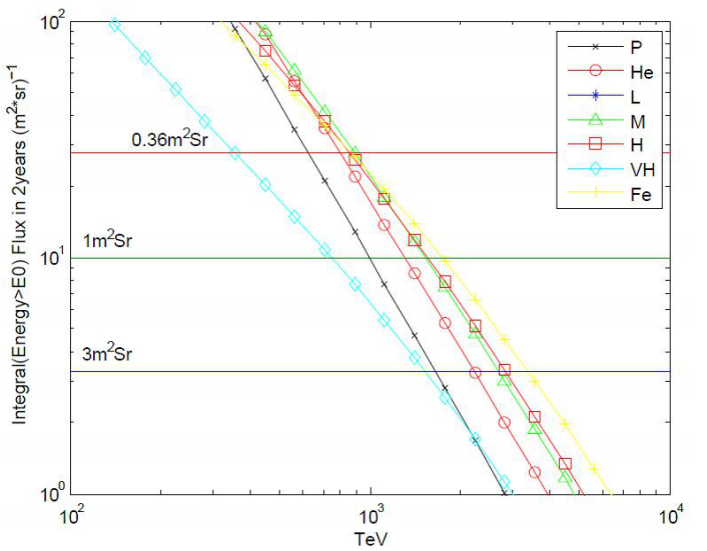 Integral(Energy>E0) Flux in 2years (m²*sr)⁻¹
10²
10¹
10⁰
0.36m²Sr
1m²Sr
3m²Sr
P
He
L
M
H
VH
Fe
10²
10³
10⁴
TeV